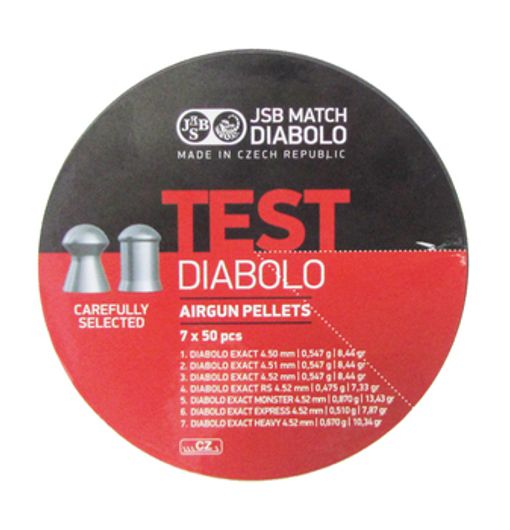 JSB
JSB MATCH
DIABOLO
MADE IN CZECH REPUBLIC
TEST
DIABOLO
CAREFULLY
SELECTED
AIRGUN PELLETS
7 x 50 pcs
1. DIABOLO EXACT 4.50 mm | 0,547 g | 8,44 gr
2. DIABOLO EXACT 4.51 mm | 0,547 g | 8,44 gr
3. DIABOLO EXACT 4.52 mm | 0,547 g | 8,44 gr
4. DIABOLO EXACT RS 4.52 mm | 0,475 g | 7,33 gr
5. DIABOLO EXACT MONSTER 4.52 mm | 0,870 g | 13,43 gr
6. DIABOLO EXACT EXPRESS 4.52 mm | 0,510 g | 7,87 gr
7. DIABOLO EXACT HEAVY 4.52 mm | 0,670 g | 10,34 gr
CZ